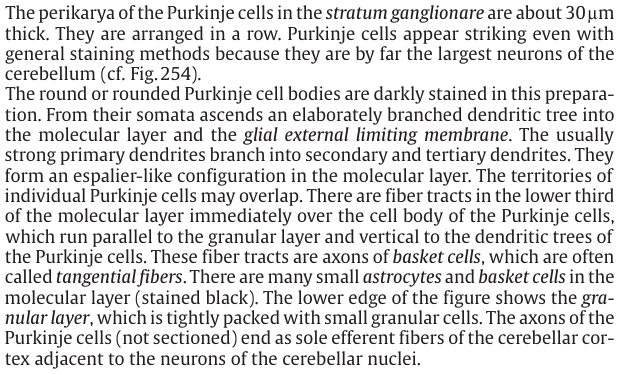 The perikarya of the Purkinje cells in the stratum ganglionare are about 30 µm
thick. They are arranged in a row. Purkinje cells appear striking even with
general staining methods because they are by far the largest neurons of the
cerebellum (cf. Fig. 254).
The round or rounded Purkinje cell bodies are darkly stained in this prepara-
tion. From their somata ascends an elaborately branched dendritic tree into
the molecular layer and the glial external limiting membrane. The usually
strong primary dendrites branch into secondary and tertiary dendrites. They
form an espalier-like configuration in the molecular layer. The territories of
individual Purkinje cells may overlap. There are fiber tracts in the lower third
of the molecular layer immediately over the cell body of the Purkinje cells,
which run parallel to the granular layer and vertical to the dendritic trees of
the Purkinje cells. These fiber tracts are axons of basket cells, which are often
called tangential fibers. There are many small astrocytes and basket cells in the
molecular layer (stained black). The lower edge of the figure shows the gra-
nular layer, which is tightly packed with small granular cells. The axons of the
Purkinje cells (not sectioned) end as sole efferent fibers of the cerebellar cor-
tex adjacent to the neurons of the cerebellar nuclei.